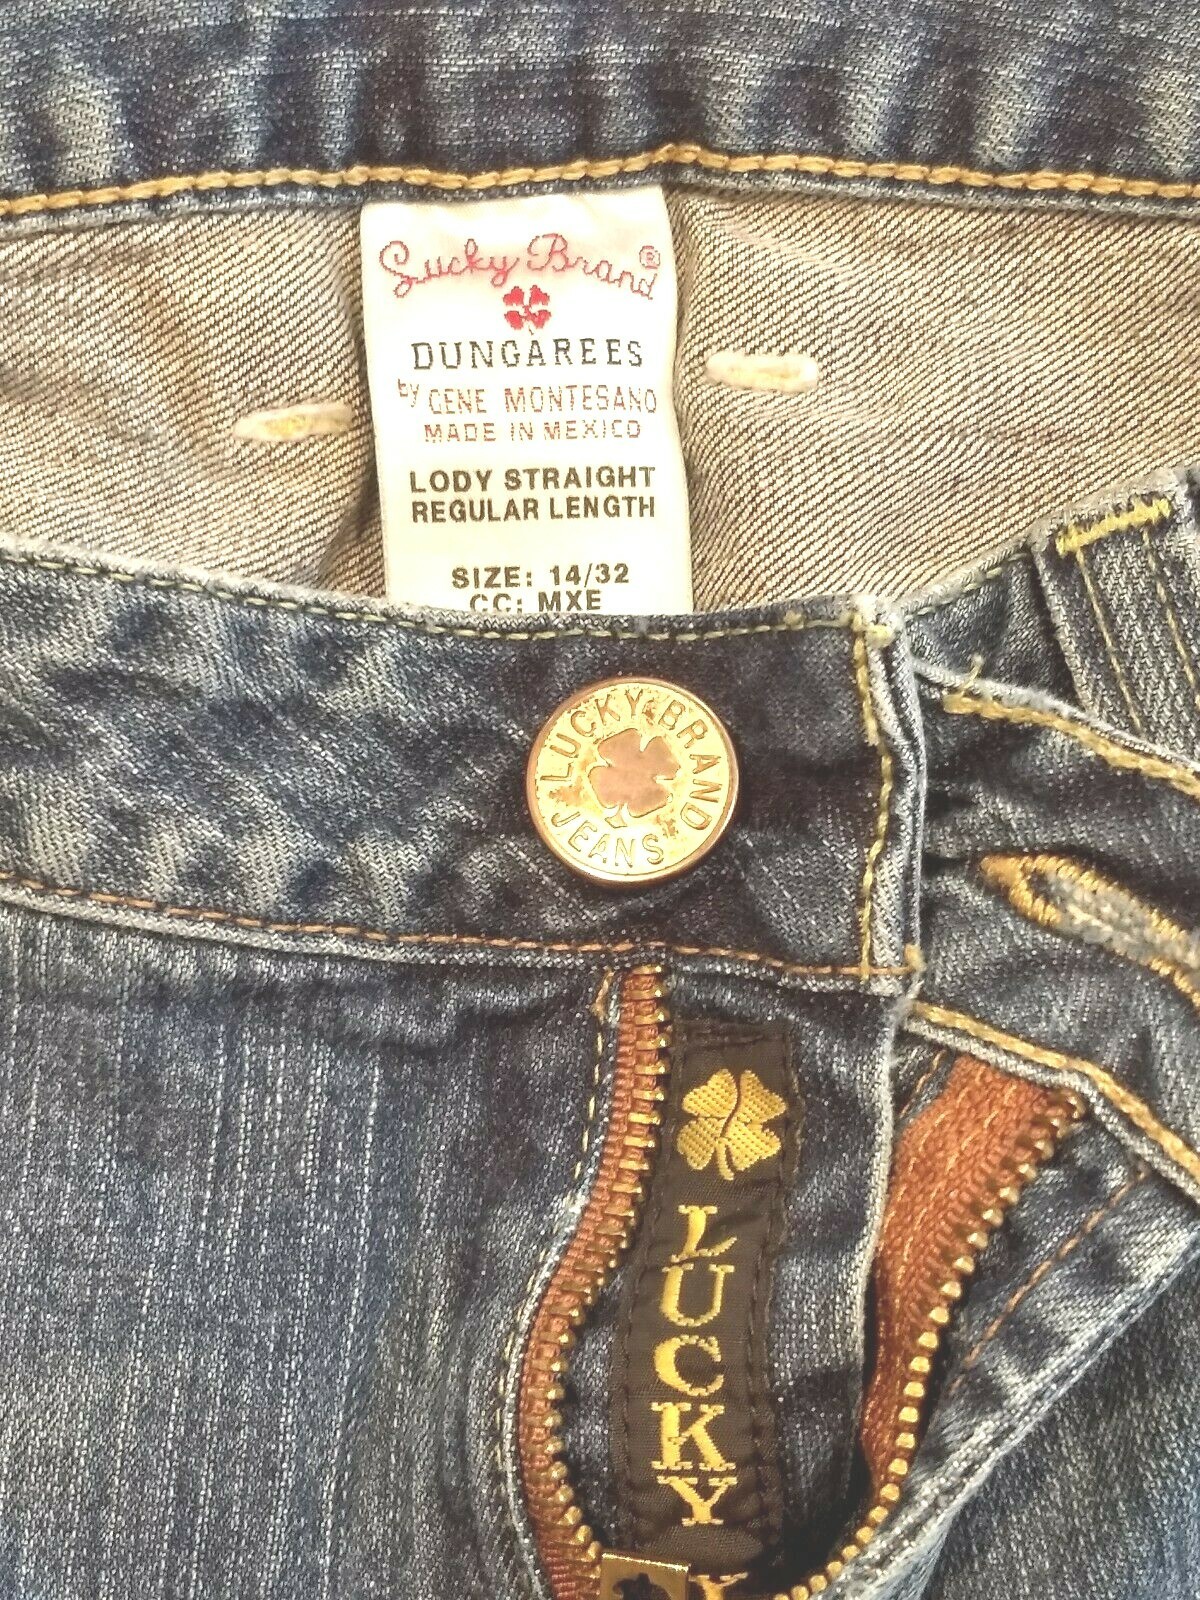 Lucky Brand®
DUNGAREES
by GENE MONTESANO
MADE IN MEXICO
LODY STRAIGHT
REGULAR LENGTH
SIZE: 14/32
CC: MXE
LUCKY BRAND
JEANS
LUCKY
Y